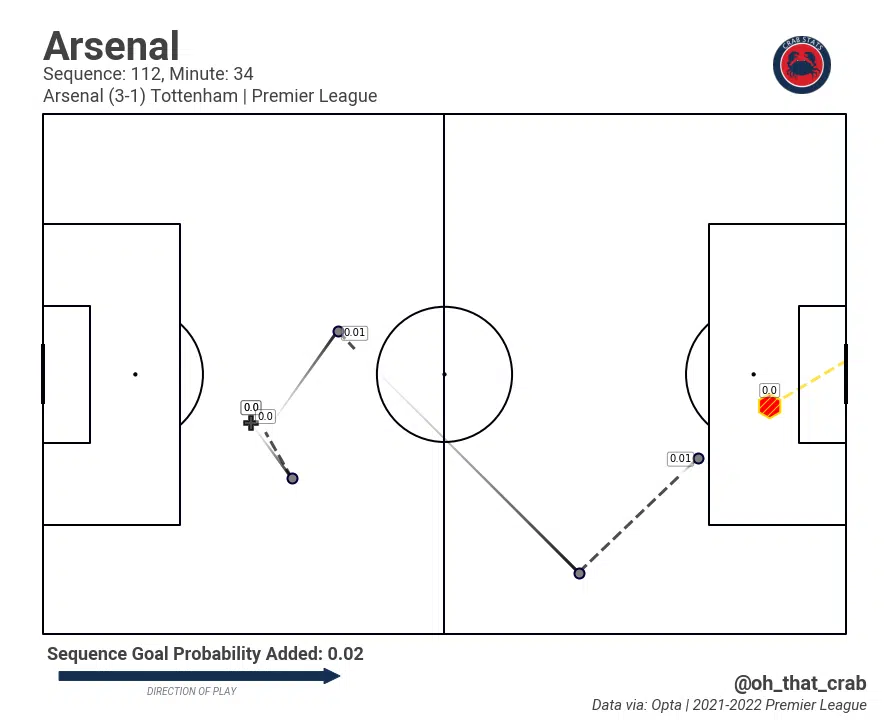 Arsenal
Sequence: 112, Minute: 34
Arsenal (3-1) Tottenham | Premier League
CRAB STATS
0.01
0.0
0.0
0.0
0.01
Sequence Goal Probability Added: 0.02
DIRECTION OF PLAY
@oh_that_crab
Data via: Opta | 2021-2022 Premier League